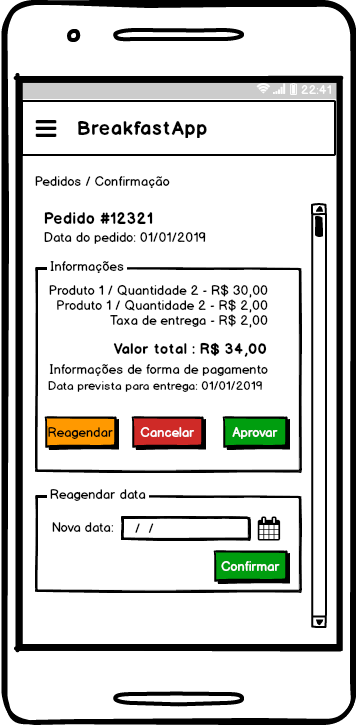 22:41
BreakfastApp
Pedidos / Confirmação
Pedido #12321
Data do pedido: 01/01/2019
Informações
Produto 1 / Quantidade 2 - R$ 30,00
Produto 1 / Quantidade 2 - R$ 2,00
Taxa de entrega - R$ 2,00
Valor total : R$ 34,00
Informações de forma de pagamento
Data prevista para entrega: 01/01/2019
Reagendar Cancelar Aprovar
Reagendar data
Nova data: / /
Confirmar